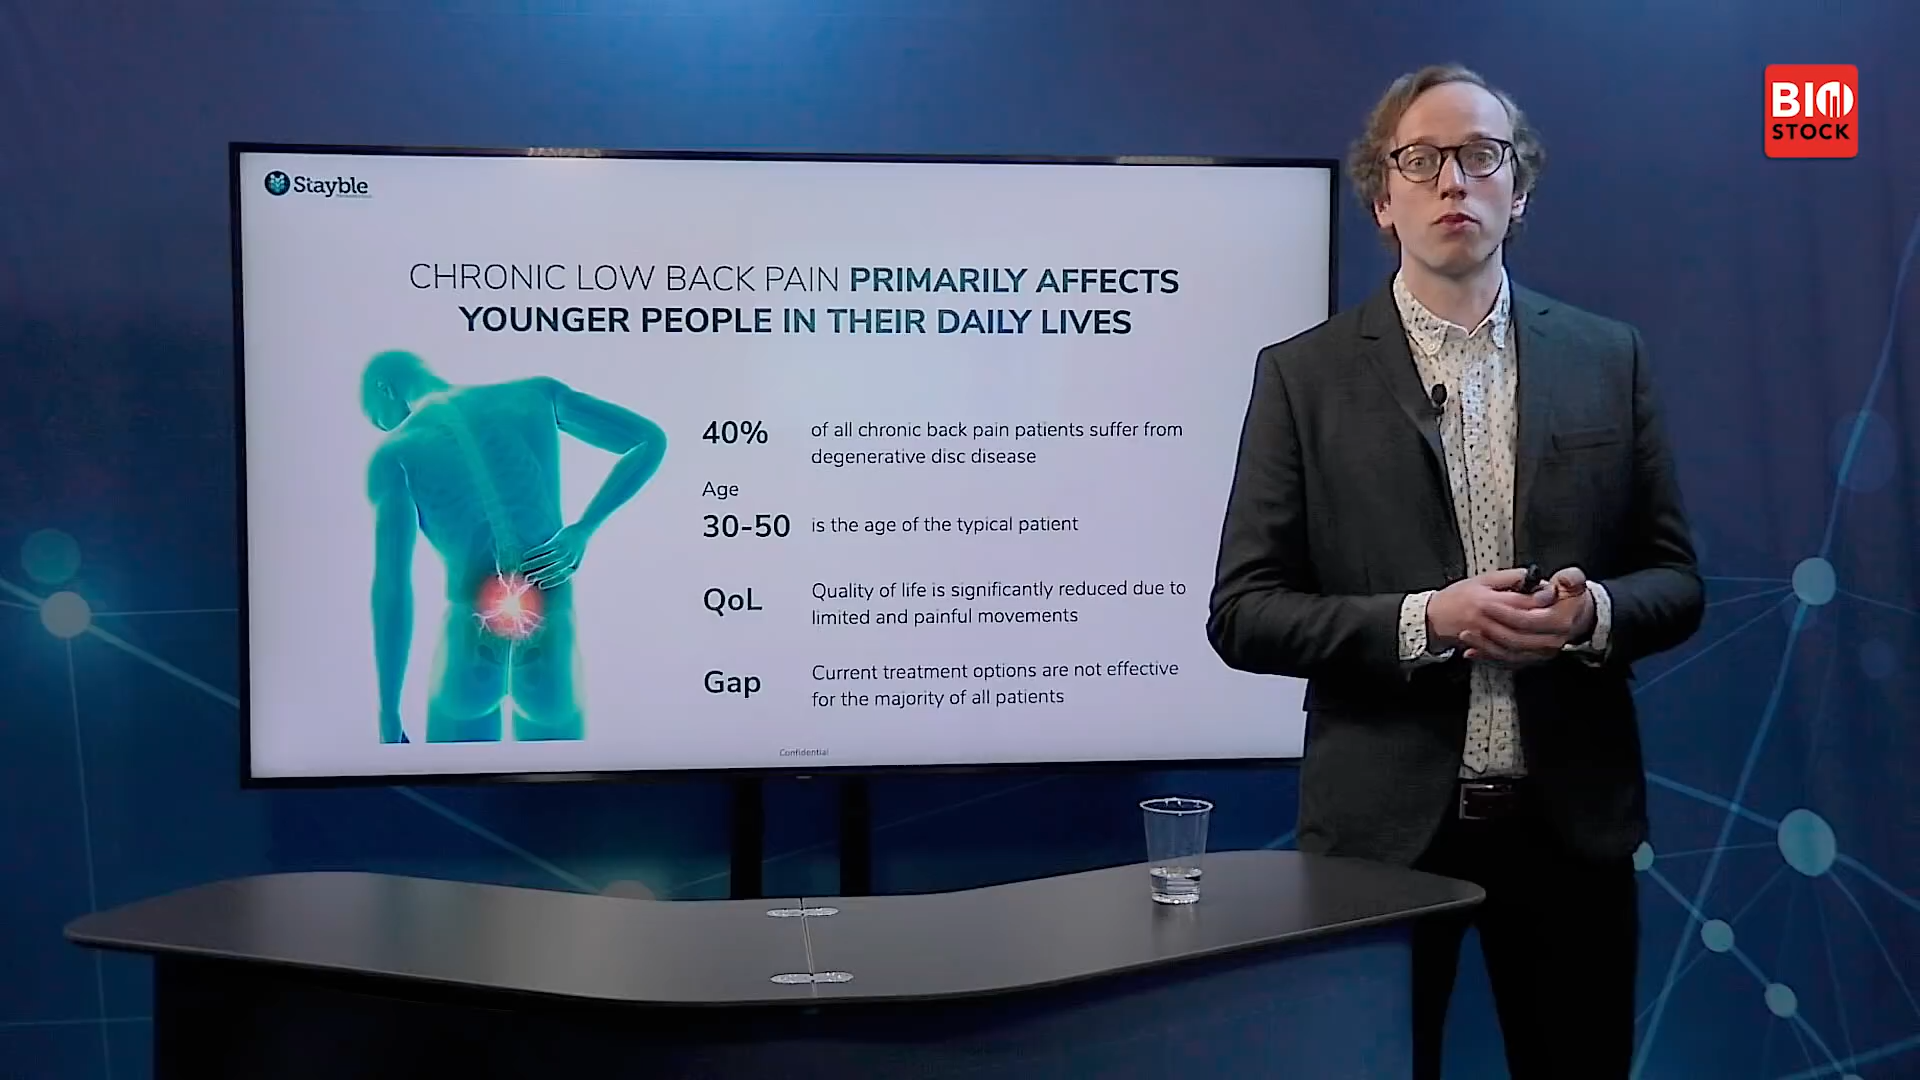 BIO
STOCK
Stayble
CHRONIC LOW BACK PAIN PRIMARILY AFFECTS
YOUNGER PEOPLE IN THEIR DAILY LIVES
40% of all chronic back pain patients suffer from
degenerative disc disease
Age
30-50 is the age of the typical patient
QoL Quality of life is significantly reduced due to
limited and painful movements
Gap Current treatment options are not effective
for the majority of all patients
Confidential